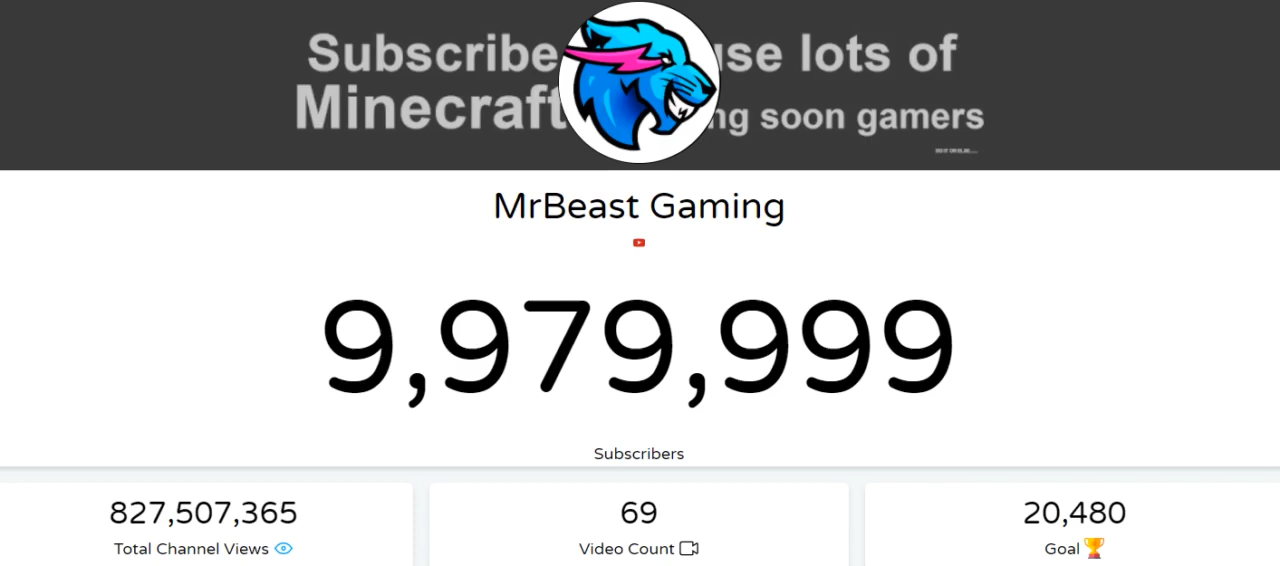 Subscribe use lots of
Minecraft ng soon gamers
MrBeast Gaming
9,979,999
Subscribers
827,507,365 69 20,480
Total Channel Views Video Count Goal